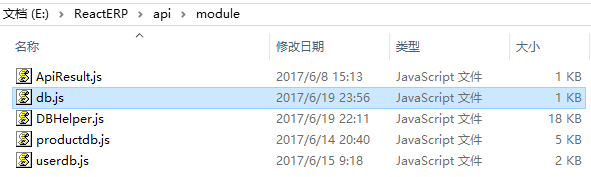 文档 (E:) > ReactERP > api > module
名称 修改日期 类型 大小
ApiResult.js 2017/6/8 15:13 JavaScript 文件 1 KB
db.js 2017/6/19 23:56 JavaScript 文件 1 KB
DBHelper.js 2017/6/19 22:11 JavaScript 文件 18 KB
productdb.js 2017/6/14 20:40 JavaScript 文件 5 KB
userdb.js 2017/6/15 9:18 JavaScript 文件 2 KB